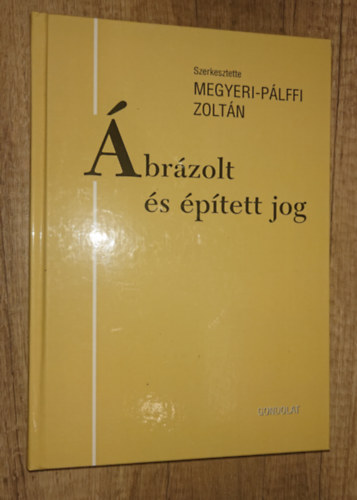 Szerkesztette
MEGYERI-PÁLFFI
ZOLTÁN
Ábrázolt
és épített jog
GONDOLAT